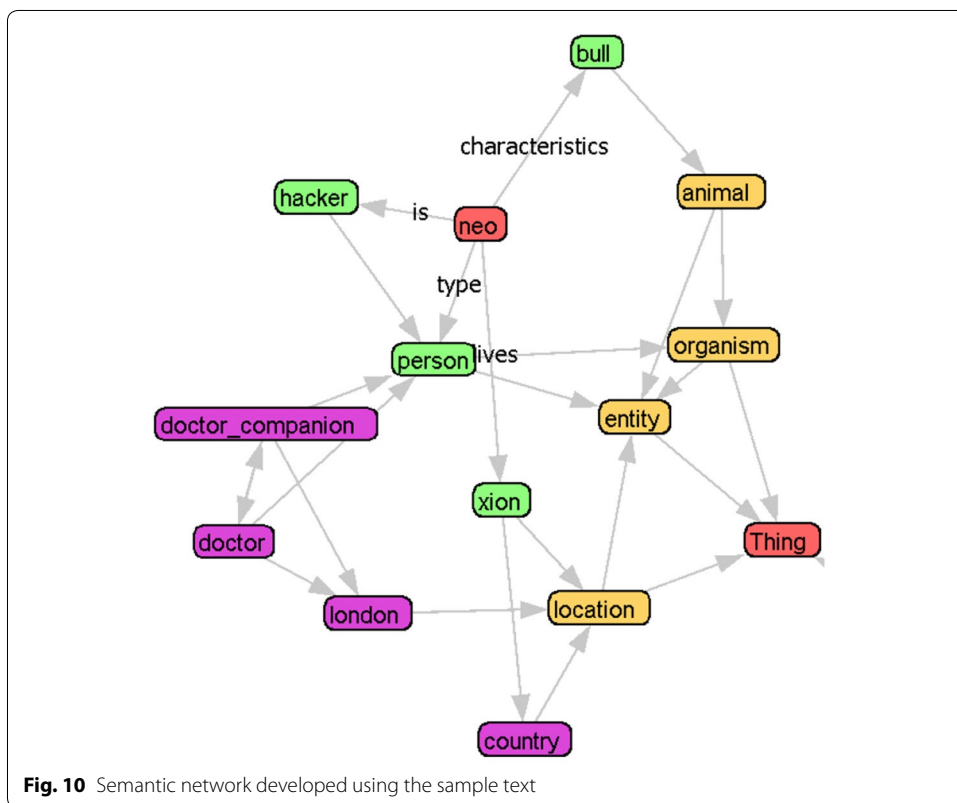 bull
characteristics
animal
hacker
is
neo
type
organism
person
lives
entity
doctor_companion
xion
doctor
Thing
london
location
country
Fig. 10 Semantic network developed using the sample text